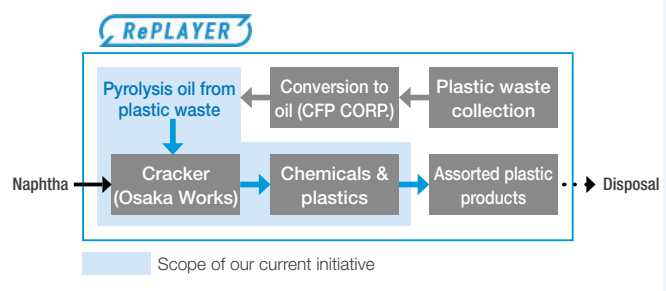 RePLAYER
Pyrolysis oil from
plastic waste
Conversion to
oil (CFP CORP.)
Plastic waste
collection
Naphtha
Cracker
(Osaka Works)
Chemicals &
plastics
Assorted plastic
products
Disposal
Scope of our current initiative